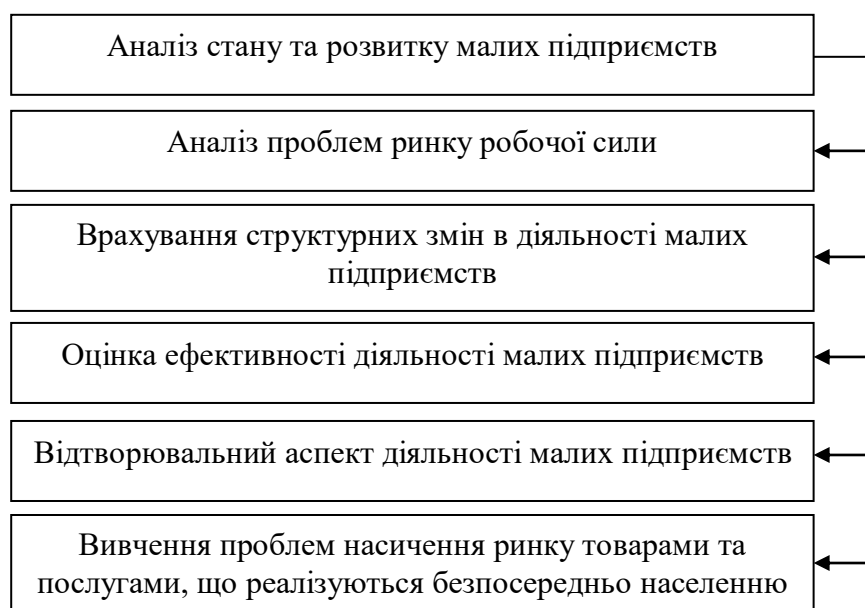 Аналіз стану та розвитку малих підприємств
Аналіз проблем ринку робочої сили
Врахування структурних змін в діяльності малих
підприємств
Оцінка ефективності діяльності малих підприємств
Відтворювальний аспект діяльності малих підприємств
Вивчення проблем насичення ринку товарами та
послугами, що реалізуються безпосередньо населенню